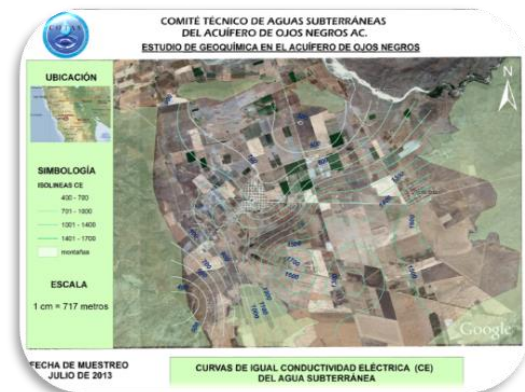 COMITÉ TÉCNICO DE AGUAS SUBTERRÁNEAS
DEL ACUÍFERO DE OJOS NEGROS AC.
ESTUDIO DE GEOQUÍMICA EN EL ACUÍFERO DE OJOS NEGROS
UBICACIÓN
SIMBOLOGÍA
ISOLINEAS CE
400 - 700
701 - 1000
1001 - 1400
1401 - 1700
montañas
ESCALA
1 cm = 717 metros
N
Google
FECHA DE MUESTREO
JULIO DE 2013
CURVAS DE IGUAL CONDUCTIVIDAD ELÉCTRICA (CE)
DEL AGUA SUBTERRÁNEA